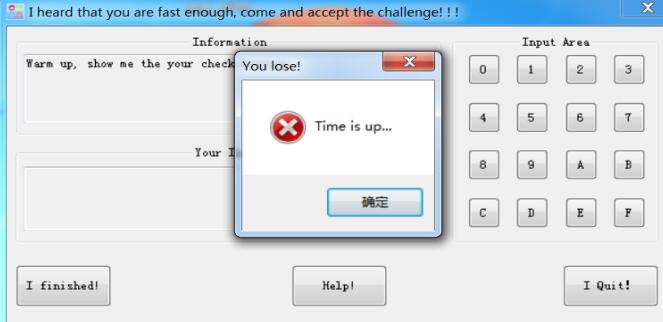 I heard that you are fast enough, come and accept the challenge! ! !
Information
Warm up, show me the your check
You lose!
Time is up...
确定
Your I
Input Area
0 1 2 3
4 5 6 7
8 9 A B
C D E F
I finished!
Help!
I Quit!